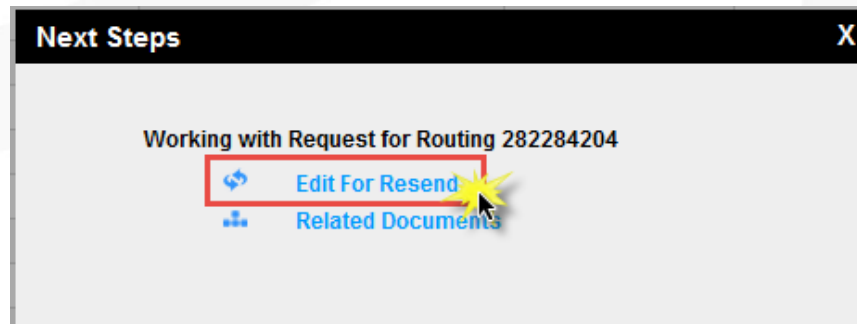 Next Steps X
Working with Request for Routing 282284204
Edit For Resend
Related Documents